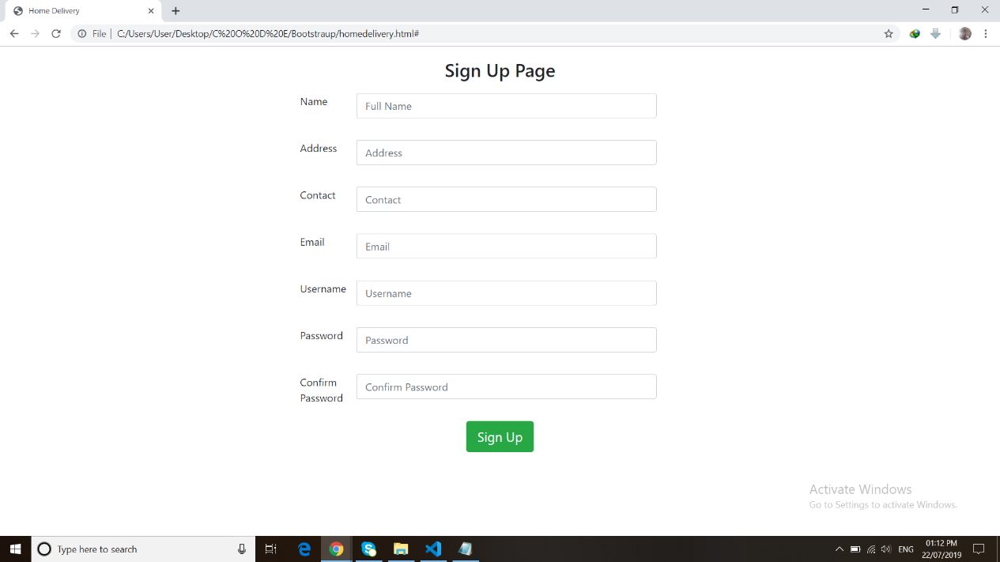 Home Delivery
File | C:/Users/User/Desktop/C%20O%20D%20E/Bootstraup/homedelivery.html#
Sign Up Page
Name
Full Name
Address
Address
Contact
Contact
Email
Email
Username
Username
Password
Password
Confirm
Password
Confirm Password
Sign Up
Activate Windows
Go to Settings to activate Windows.
Type here to search
ENG
01:12 PM
22/07/2019